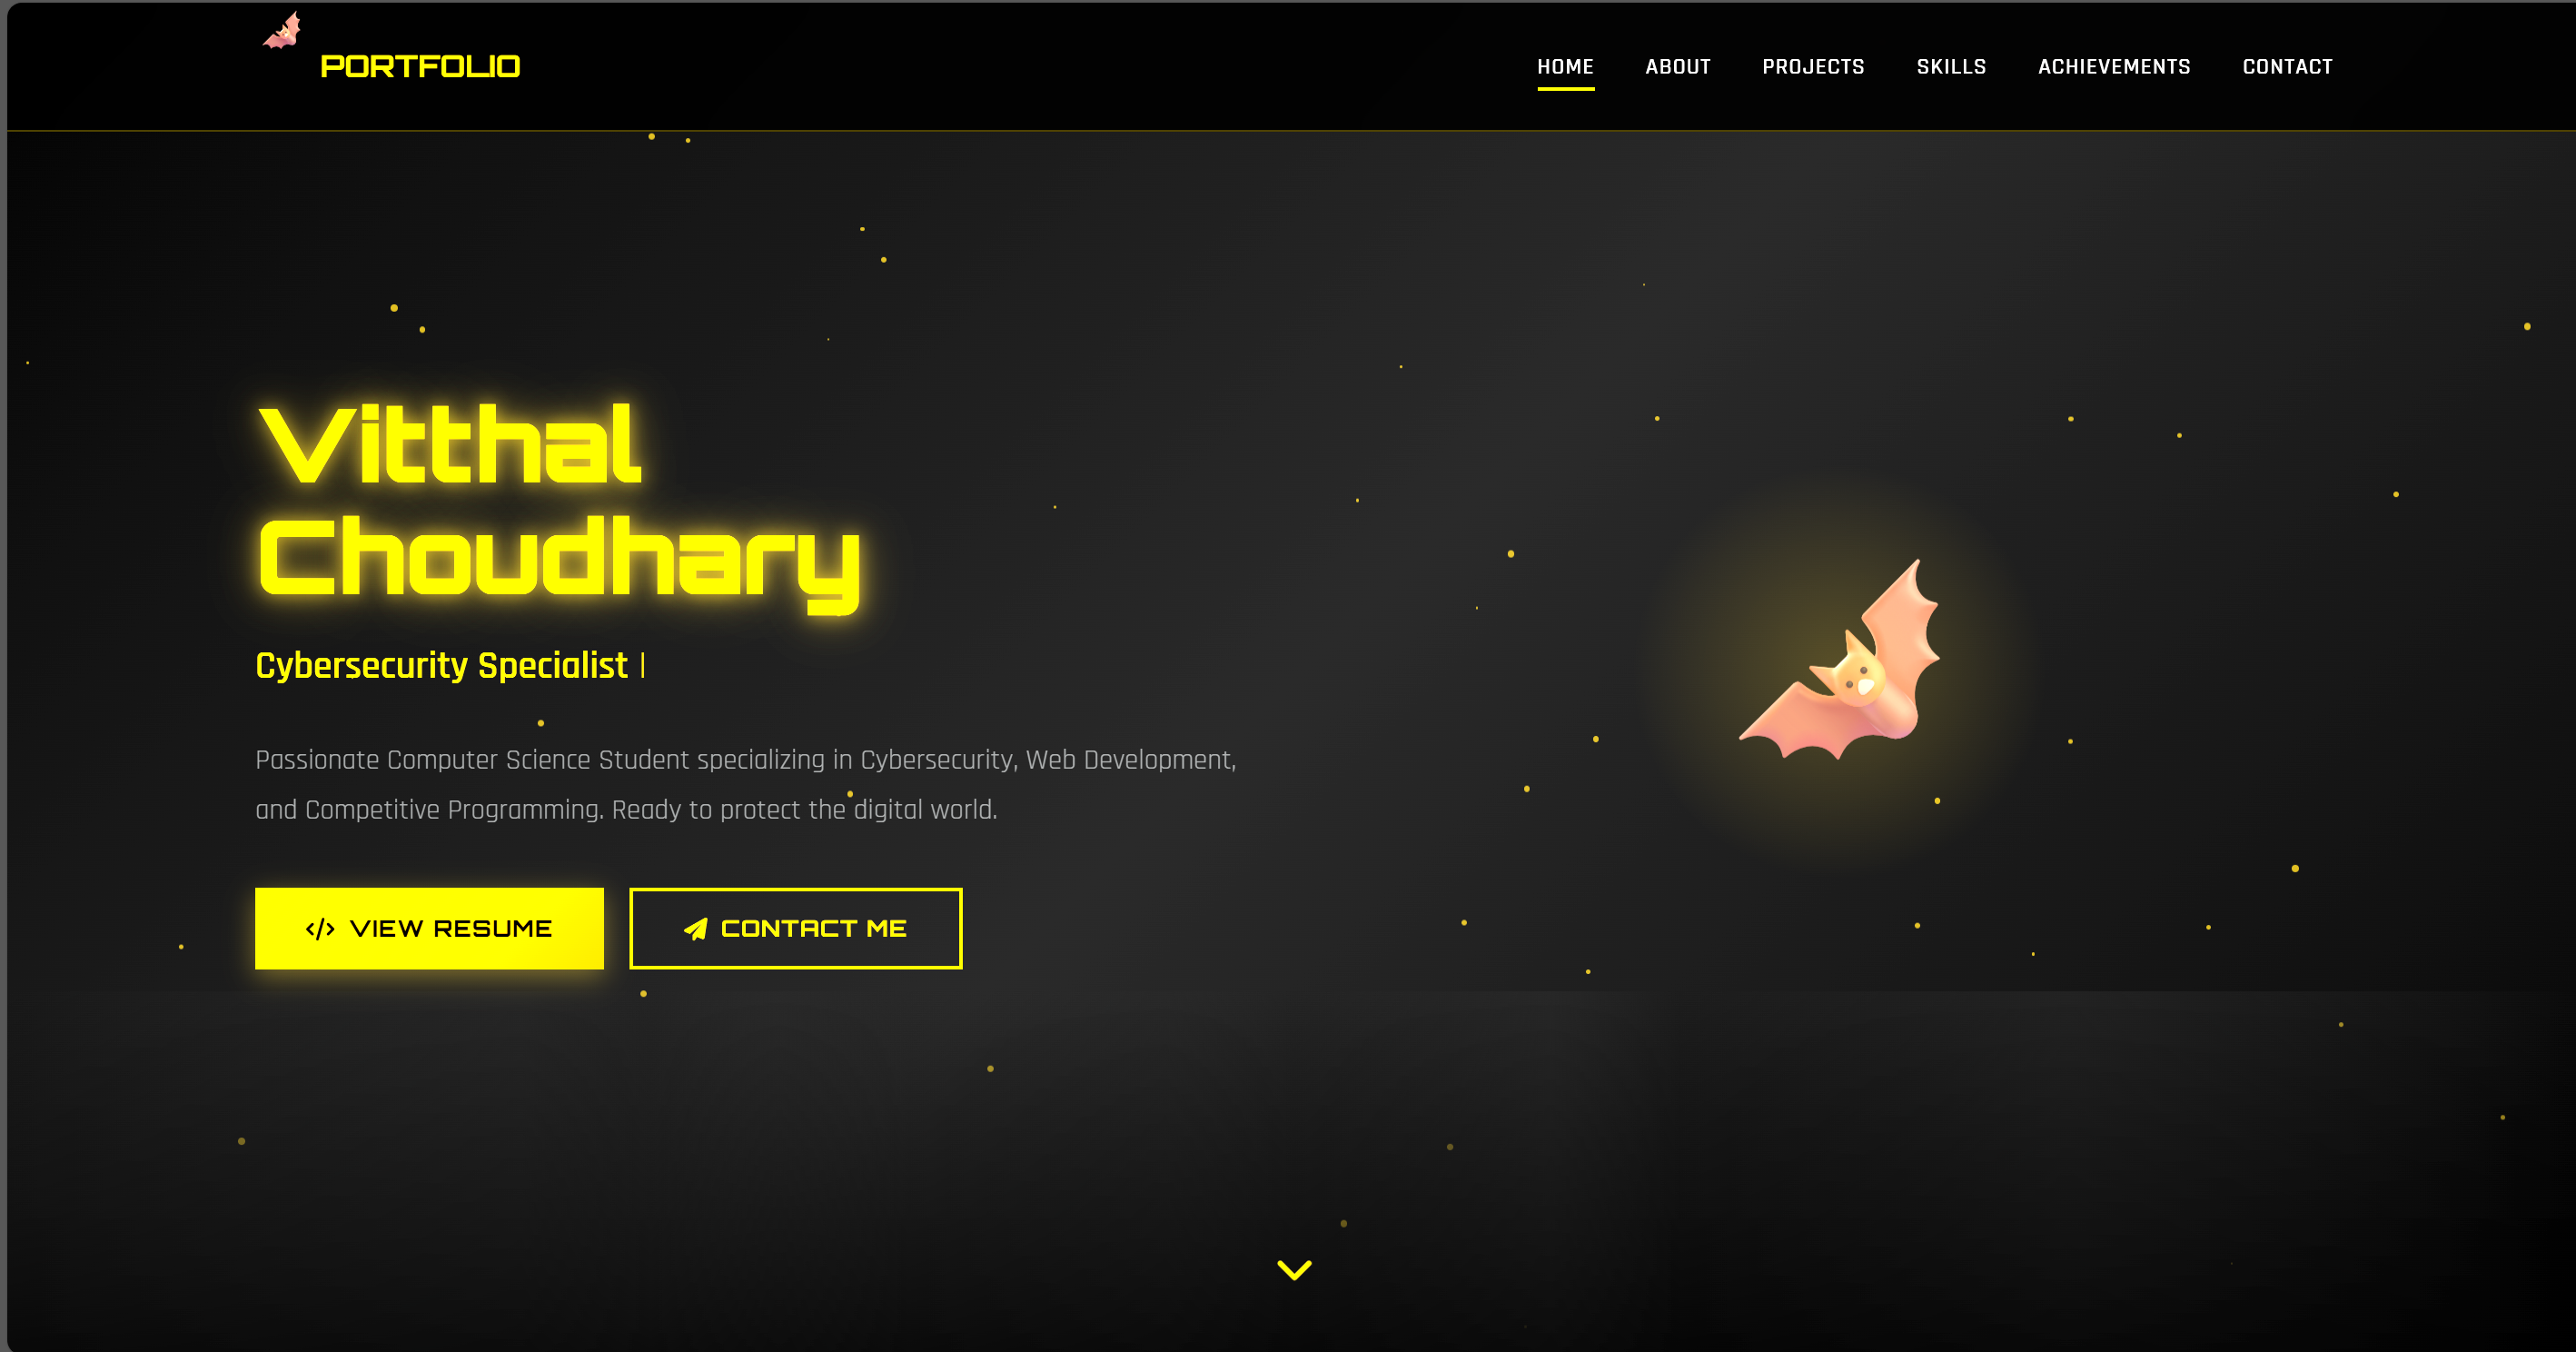 PORTFOLIO
HOME ABOUT PROJECTS SKILLS ACHIEVEMENTS CONTACT
Vitthal
Choudhary
Cybersecurity Specialist |
Passionate Computer Science Student specializing in Cybersecurity, Web Development,
and Competitive Programming. Ready to protect the digital world.
</> VIEW RESUME
CONTACT ME